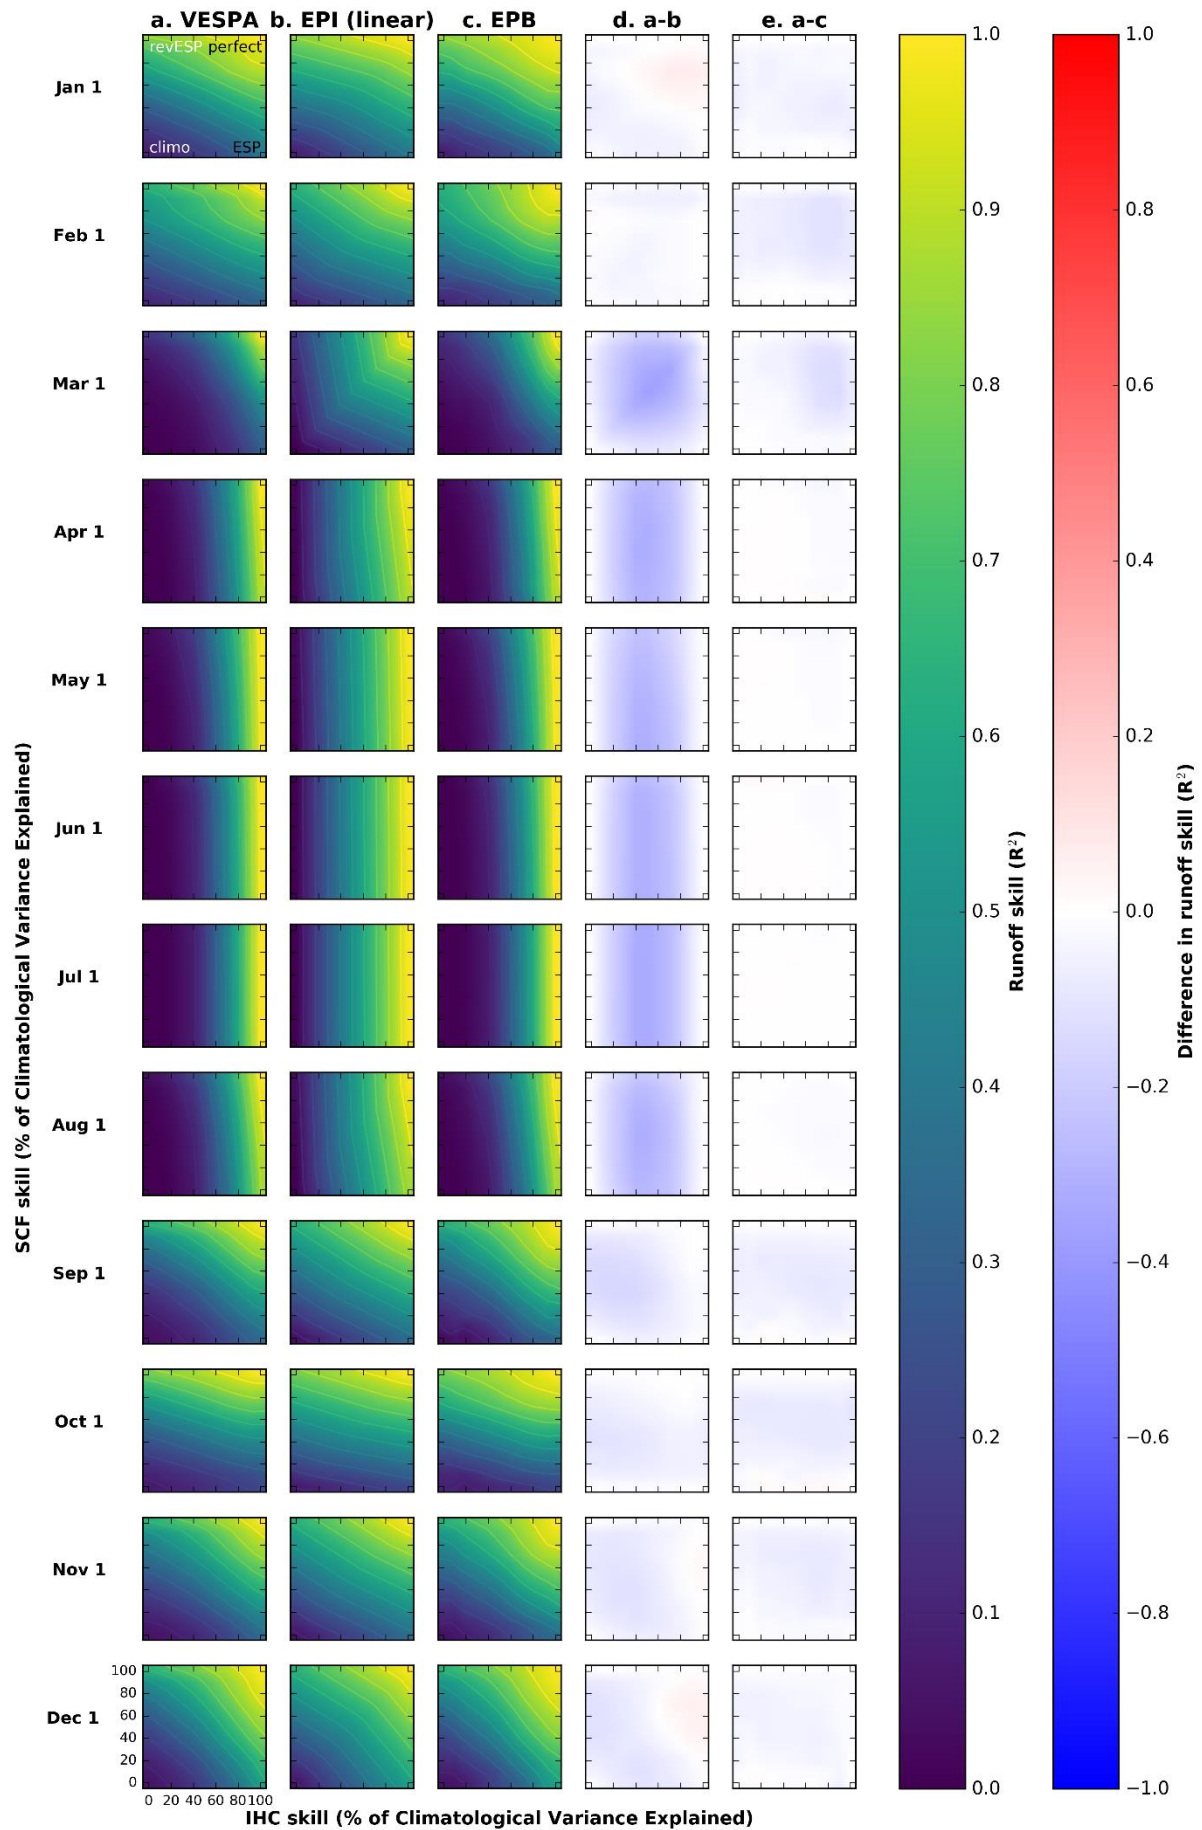 a. VESPA b. EPI (linear) c. EPB d. a-b e. a-c
revESP perfect
climo ESP
Jan 1
Feb 1
Mar 1
Apr 1
May 1
Jun 1
Jul 1
Aug 1
Sep 1
Oct 1
Nov 1
Dec 1
100
80
60
40
20
0
0 20 40 60 80 100
SCF skill (% of Climatological Variance Explained)
IHC skill (% of Climatological Variance Explained)
1.0
0.9
0.8
0.7
0.6
0.5
0.4
0.3
0.2
0.1
0.0
Runoff skill (R²)
1.0
0.8
0.6
0.4
0.2
0.0
−0.2
−0.4
−0.6
−0.8
−1.0
Difference in runoff skill (R²)